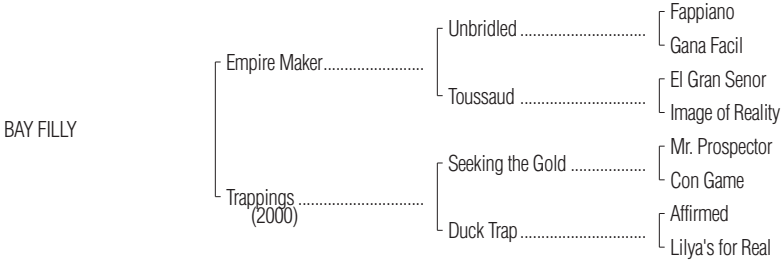 Fappiano
Unbridled ..............................
Gana Facil
Empire Maker........................
El Gran Senor
Toussaud ..............................
Image of Reality
BAY FILLY
Mr. Prospector
Seeking the Gold ..................
Con Game
Trappings ..............................
(2000)
Affirmed
Duck Trap ..............................
Lilya's for Real